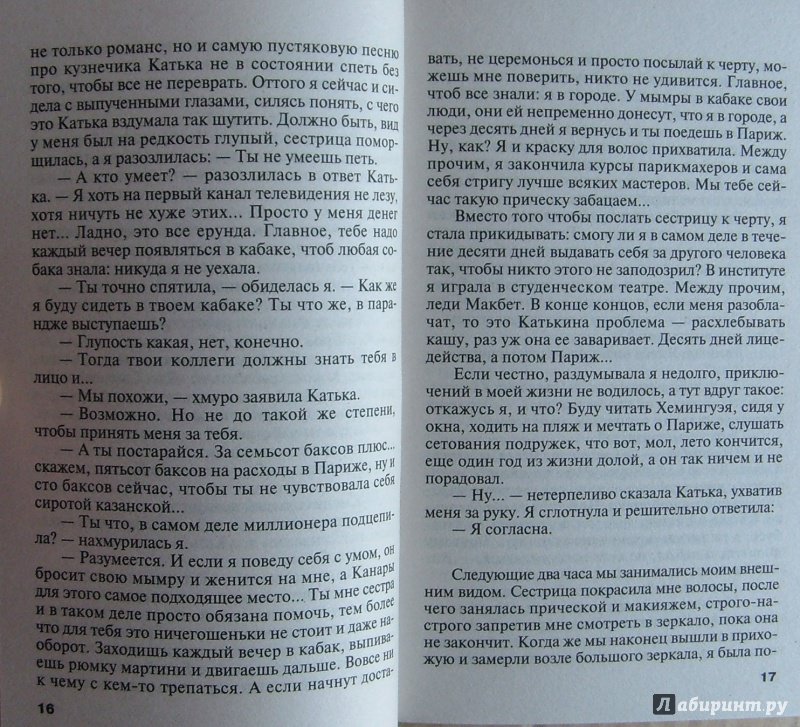 не только романс, но и самую пустяковую песню
про кузнечика Катька не в состоянии спеть без
того, чтобы все не переврать. Оттого я сейчас и си-
дела с выпученными глазами, силясь понять, с чего
это Катька вздумала так шутить. Должно быть, вид
у меня был на редкость глупый, сестрица помор-
щилась, а я разозлилась: — Ты не умеешь петь.
— А кто умеет? — разозлилась в ответ Кать-
ка. — Я хоть на первый канал телевидения не лезу,
хотя ничуть не хуже этих... Просто у меня денег
нет... Ладно, это все ерунда. Главное, тебе надо
каждый вечер появляться в кабаке, чтоб любая со-
бака знала: никуда я не уехала.
— Ты точно спятила, — обиделась я. — Как же
я буду сидеть в твоем кабаке? Ты что же, в паран-
дже выступаешь?
— Глупость какая, нет, конечно.
— Тогда твои коллеги должны знать тебя в
лицо и...
— Мы похожи, — хмуро заявила Катька.
— Возможно. Но не до такой же степени,
чтобы принять меня за тебя.
— А ты постарайся. За семьсот баксов плюс...
скажем, пятьсот баксов на расходы в Париже, ну и
сто баксов сейчас, чтобы ты не чувствовала себя
сиротой казанской...
— Ты что, в самом деле миллионера подцепи-
ла? — нахмурилась я.
— Разумеется. И если я поведу себя с умом, он
бросит свою мымру и женится на мне, а Канары
для этого самое подходящее место... Ты мне сестра
и в таком деле просто обязана помочь, тем более
что для тебя это ничегошеньки не стоит и даже на-
оборот. Заходишь каждый вечер в кабак, выпива-
ешь рюмку мартини и двигаешь дальше. Вовсе ни
к чему с кем-то трепаться. А если начнут доста-
16
вать, не церемонься и просто посылай к черту, мо-
жешь мне поверить, никто не удивится. Главное,
чтоб все знали: я в городе. У мымры в кабаке свои
люди, они ей непременно донесут, что я в городе, а
через десять дней я вернусь и ты поедешь в Париж.
Ну, как? Я и краску для волос прихватила. Между
прочим, я закончила курсы парикмахеров и сама
себя стригу лучше всяких мастеров. Мы тебе сей-
час такую прическу забацаем...
Вместо того чтобы послать сестрицу к черту, я
стала прикидывать: смогу ли я в самом деле в тече-
ние десяти дней выдавать себя за другого человека
так, чтобы никто этого не заподозрил? В институте
я играла в студенческом театре. Между прочим,
леди Макбет. В конце концов, если меня разобла-
чат, то это Катькина проблема — расхлебывать
кашу, раз уж она ее заваривает. Десять дней лице-
действа, а потом Париж...
Если честно, раздумывала я недолго, приклю-
чений в моей жизни не водилось, а тут вдруг такое:
откажусь я, и что? Буду читать Хемингуэя, сидя у
окна, ходить на пляж и мечтать о Париже, слушать
сетования подружек, что вот, мол, лето кончится,
еще один год из жизни долой, а он так ничем и не
порадовал.
— Ну... — нетерпеливо сказала Катька, ухватив
меня за руку. Я сглотнула и решительно ответила:
— Я согласна.
Следующие два часа мы занимались моим внеш-
ним видом. Сестрица покрасила мне волосы, после
чего занялась прической и макияжем, строго-на-
строго запретив мне смотреть в зеркало, пока она
не закончит. Когда же мы наконец вышли в прихо-
жую и замерли возле большого зеркала, я была по-
17
Лабиринт.ру